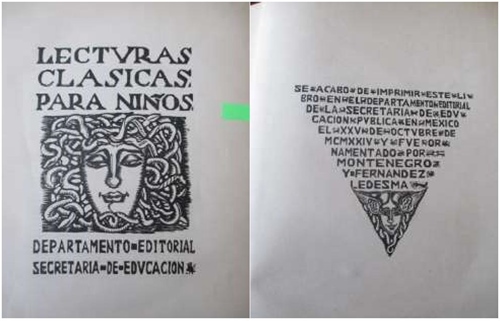 LECTVRAS
CLASICAS
PARA NIÑOS
DEPARTAMENTO EDITORIAL
SECRETARIA DE EDVCACION
SE ACABO DE IMPRIMIR ESTE LI
BRO EN EL DEPARTAMENTO EDITORIAL
DE LA SECRETARIA DE EDV
CACION PVBLICA EN MEXICO
EL XXV DE OCTVBRE DE
MCMXXIV Y FVE OR
NAMENTADO POR
MONTENEGRO
Y FERNANDEZ
LEDESMA